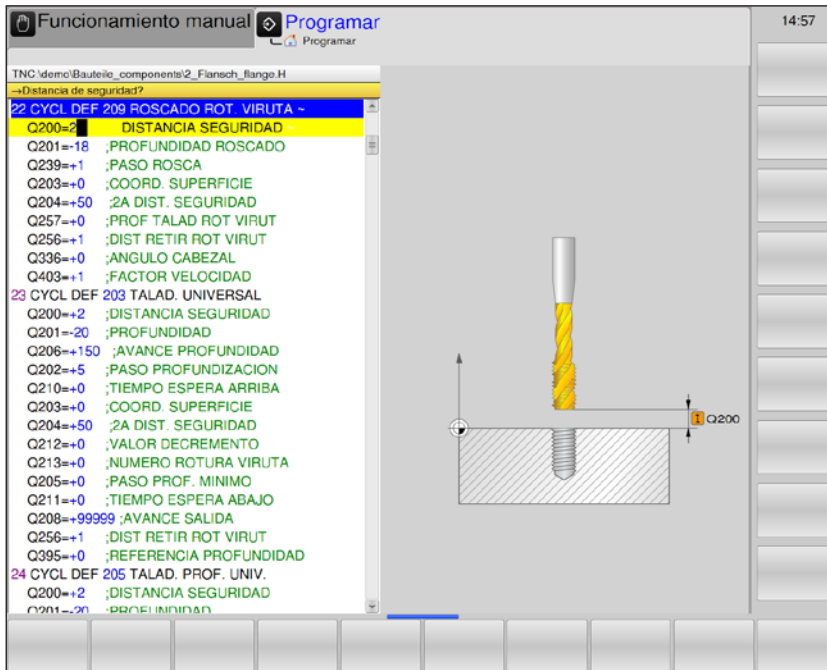 Funcionamiento manual
Programar
14:57
Programar
TNC:\demo\Bauteile_components\2_Flansch_flange.H
→Distancia de seguridad?
22 CYCL DEF 209 ROSCADO ROT. VIRUTA ~
Q200=2 DISTANCIA SEGURIDAD ~
Q201=-18 ;PROFUNDIDAD ROSCADO
Q239=+1 ;PASO ROSCA
Q203=+0 ;COORD. SUPERFICIE
Q204=+50 ;2A DIST. SEGURIDAD
Q257=+0 ;PROF TALAD ROT VIRUT
Q256=+1 ;DIST RETIR ROT VIRUT
Q336=+0 ;ANGULO CABEZAL
Q403=+1 ;FACTOR VELOCIDAD
23 CYCL DEF 203 TALAD. UNIVERSAL
Q200=+2 ;DISTANCIA SEGURIDAD
Q201=-20 ;PROFUNDIDAD
Q206=+150 ;AVANCE PROFUNDIDAD
Q202=+5 ;PASO PROFUNDIZACION
Q210=+0 ;TIEMPO ESPERA ARRIBA
Q203=+0 ;COORD. SUPERFICIE
Q204=+50 ;2A DIST. SEGURIDAD
Q212=+0 ;VALOR DECREMENTO
Q213=+0 ;NUMERO ROTURA VIRUTA
Q205=+0 ;PASO PROF. MINIMO
Q211=+0 ;TIEMPO ESPERA ABAJO
Q208=+99999 ;AVANCE SALIDA
Q256=+1 ;DIST RETIR ROT VIRUT
Q395=+0 ;REFERENCIA PROFUNDIDAD
24 CYCL DEF 205 TALAD. PROF. UNIV.
Q200=+2 ;DISTANCIA SEGURIDAD
Q201=-20 ;PROFUNDIDAD
I Q200